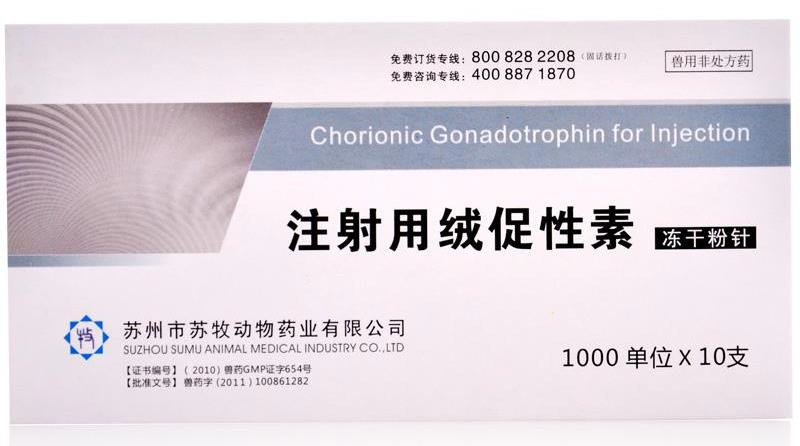 免费订货专线:800 828 2208(固话拨打)
免费咨询专线:400 887 1870
兽用非处方药
Chorionic Gonadotrophin for Injection
注射用绒促性素 冻干粉针
苏州市苏牧动物药业有限公司
SUZHOU SUMU ANIMAL MEDICAL INDUSTRY CO.,LTD
【证书编号】(2010)兽药GMP证字654号
【批准文号】兽药字(2011)100861282
1000 单位 X 10支